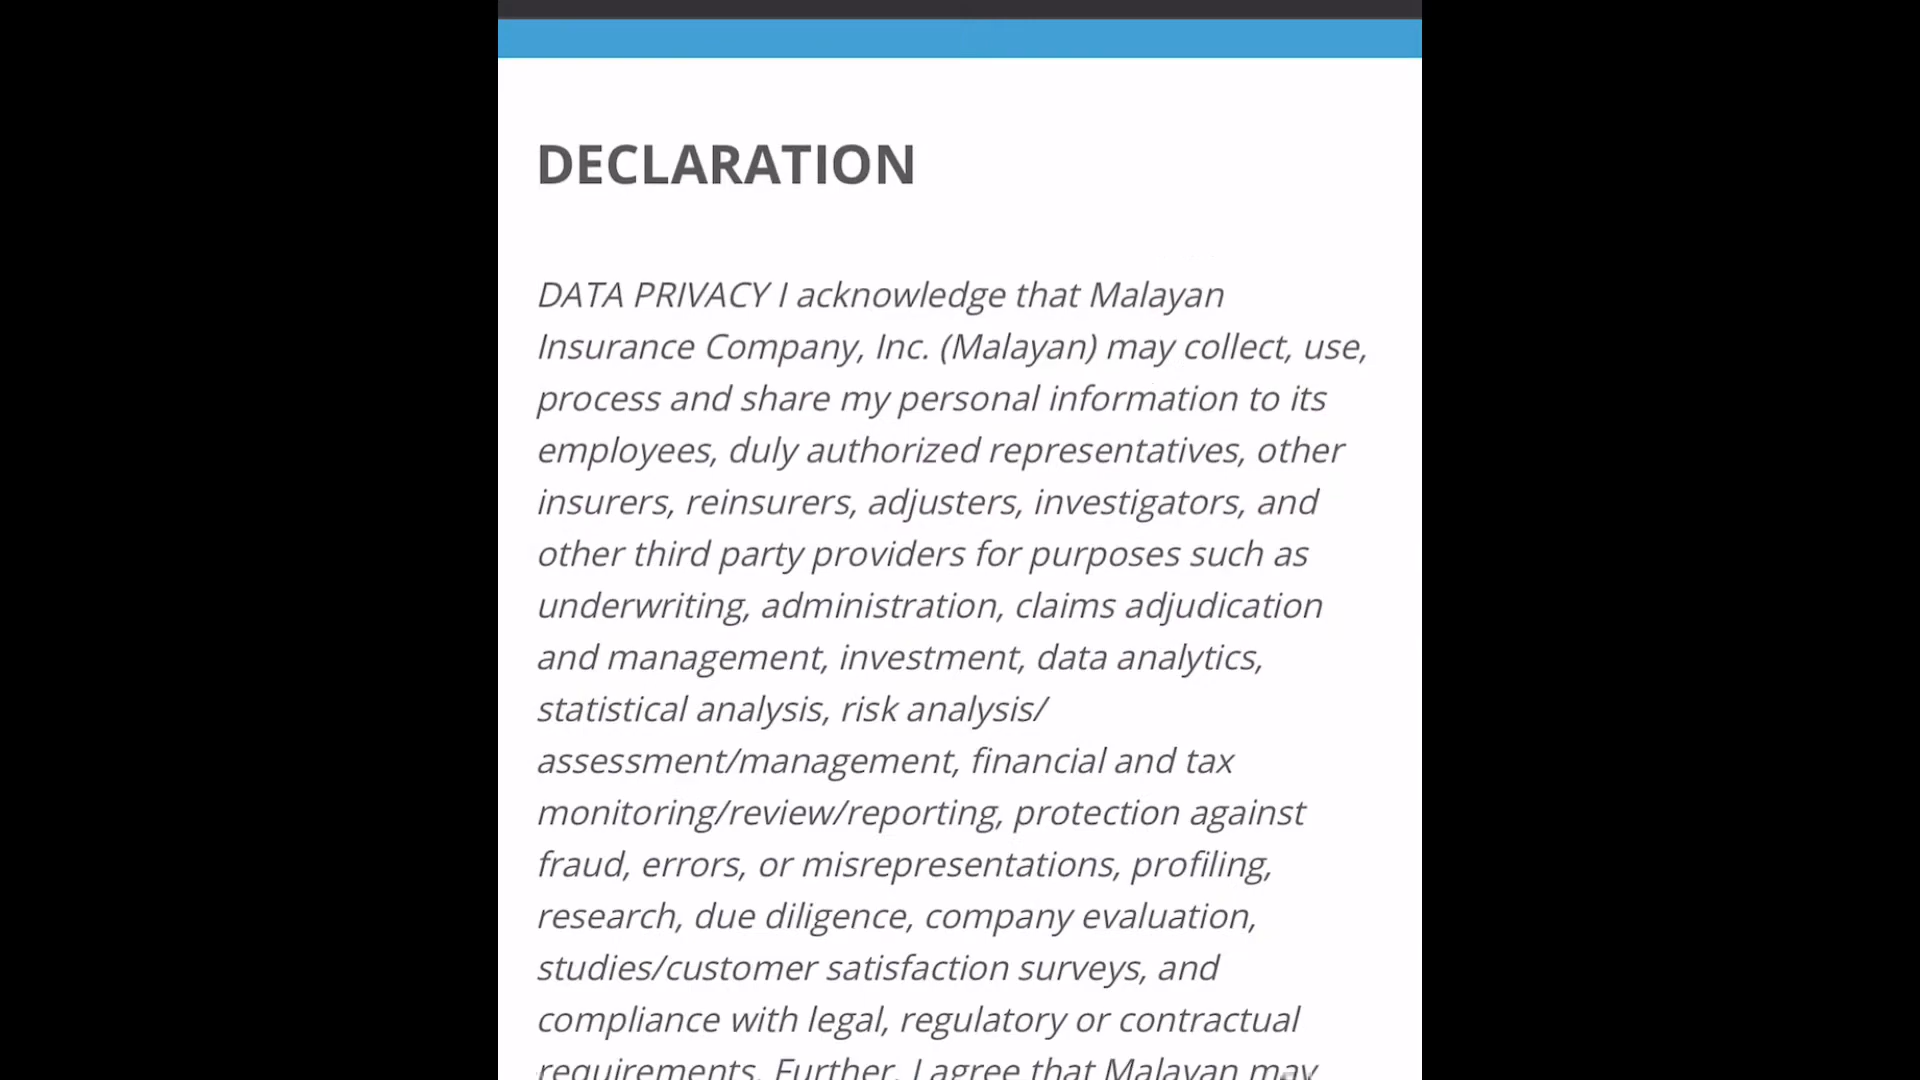 DECLARATION
DATA PRIVACY I acknowledge that Malayan
Insurance Company, Inc. (Malayan) may collect, use,
process and share my personal information to its
employees, duly authorized representatives, other
insurers, reinsurers, adjusters, investigators, and
other third party providers for purposes such as
underwriting, administration, claims adjudication
and management, investment, data analytics,
statistical analysis, risk analysis/
assessment/management, financial and tax
monitoring/review/reporting, protection against
fraud, errors, or misrepresentations, profiling,
research, due diligence, company evaluation,
studies/customer satisfaction surveys, and
compliance with legal, regulatory or contractual
requirements. Further, I agree that Malayan may